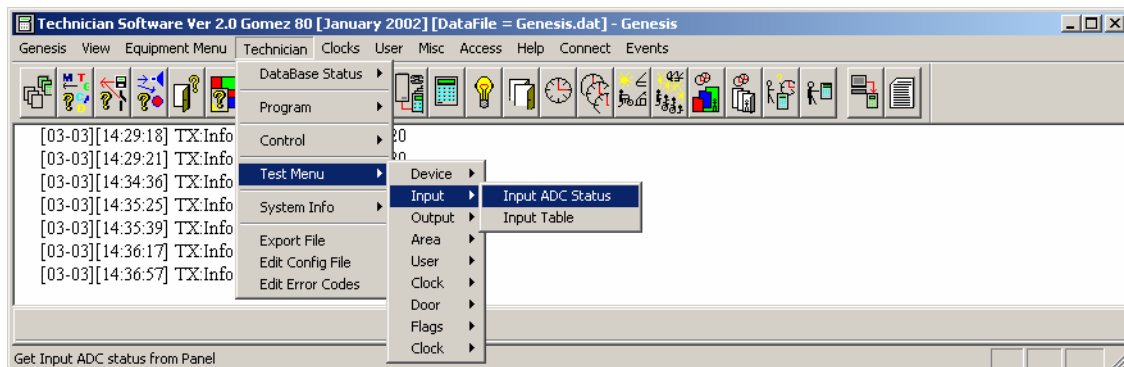 Technician Software Ver 2.0 Gomez 80 [January 2002] [DataFile = Genesis.dat] - Genesis
Genesis View Equipment Menu Technician Clocks User Misc Access Help Connect Events
DataBase Status
Program
Control
Test Menu
System Info
Export File
Edit Config File
Edit Error Codes
Device
Input
Output
Area
User
Clock
Door
Flags
Clock
Input ADC Status
Input Table
[03-03][14:29:18] TX:Info 20
[03-03][14:29:21] TX:Info
[03-03][14:34:36] TX:Info
[03-03][14:35:25] TX:Info
[03-03][14:35:39] TX:Info
[03-03][14:36:17] TX:Info
[03-03][14:36:57] TX:Info
Get Input ADC status from Panel